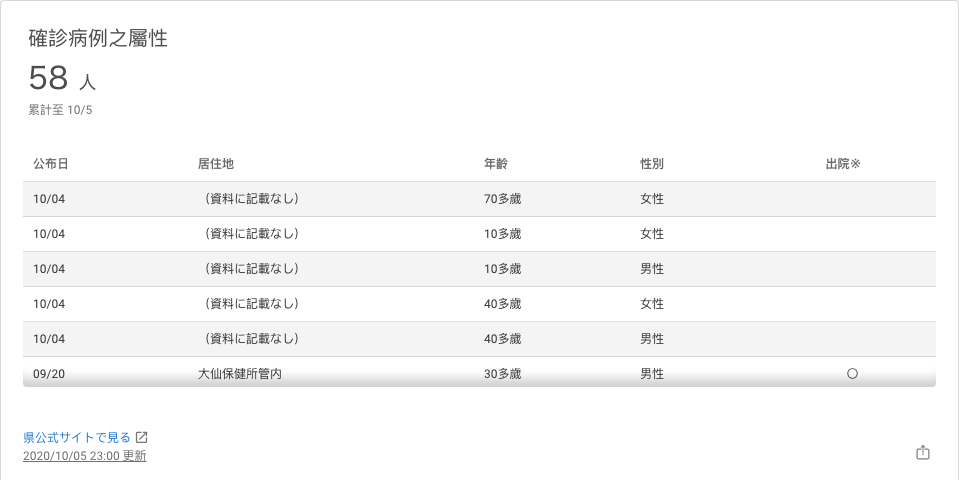 確診病例之屬性
58 人
累計至 10/5
公布日 居住地 年齢 性別 出院※
10/04 （資料に記載なし） 70多歲 女性
10/04 （資料に記載なし） 10多歲 女性
10/04 （資料に記載なし） 10多歲 男性
10/04 （資料に記載なし） 40多歲 女性
10/04 （資料に記載なし） 40多歲 男性
09/20 大仙保健所管内 30多歲 男性 ○
県公式サイトで見る
2020/10/05 23:00 更新